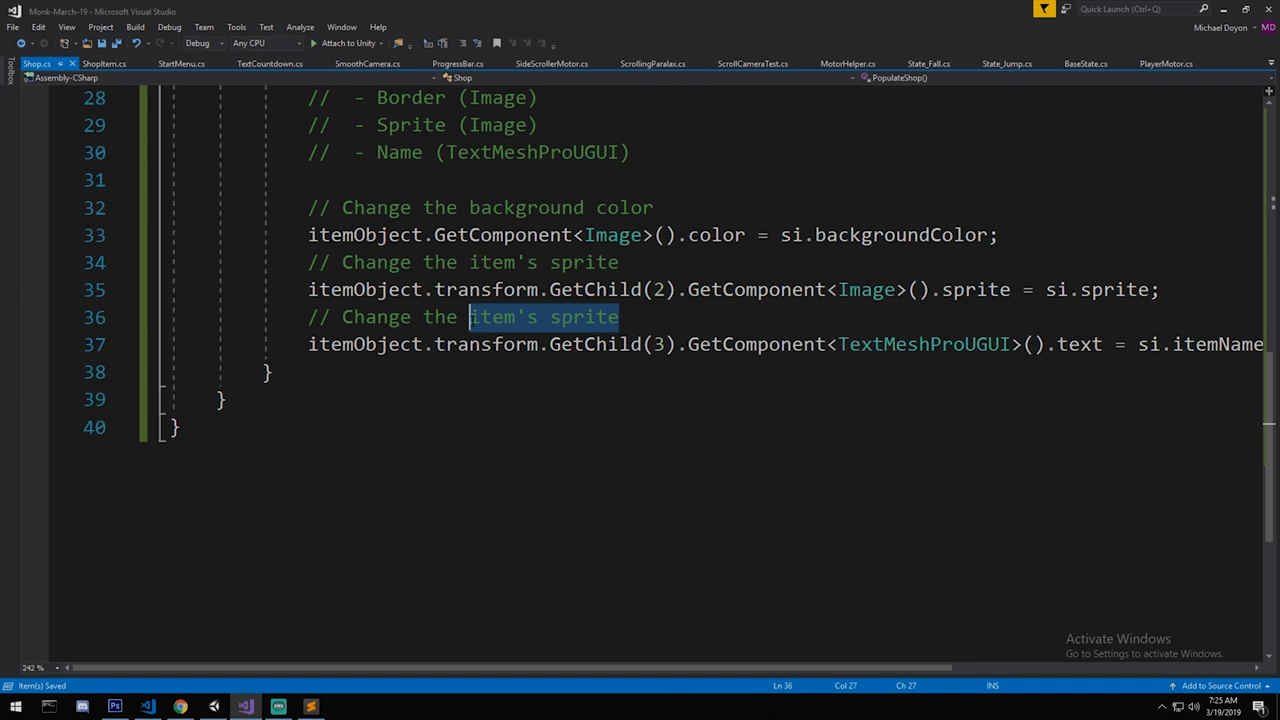 Monk-March-19 - Microsoft Visual Studio
Quick Launch (Ctrl+Q)
File Edit View Project Build Debug Team Tools Test Analyze Window Help
Michael Doyon MD
Debug Any CPU Attach to Unity
Toolbox
Shop.cs ShopItem.cs StartMenu.cs TextCountdown.cs SmoothCamera.cs ProgressBar.cs SideScrollerMotor.cs ScrollingParalax.cs ScrollCameraTest.cs MotorHelper.cs State_Fall.cs State_Jump.cs BaseState.cs PlayerMotor.cs
Assembly-CSharp Shop PopulateShop()
28 // - Border (Image)
29 // - Sprite (Image)
30 // - Name (TextMeshProUGUI)
31
32 // Change the background color
33 itemObject.GetComponent<Image>().color = si.backgroundColor;
34 // Change the item's sprite
35 itemObject.transform.GetChild(2).GetComponent<Image>().sprite = si.sprite;
36 // Change the item's sprite
37 itemObject.transform.GetChild(3).GetComponent<TextMeshProUGUI>().text = si.itemName
38 }
39 }
40 }
Activate Windows
Go to Settings to activate Windows.
242 %
Item(s) Saved Ln 36 Col 27 Ch 27 INS Add to Source Control
7:25 AM
3/19/2019